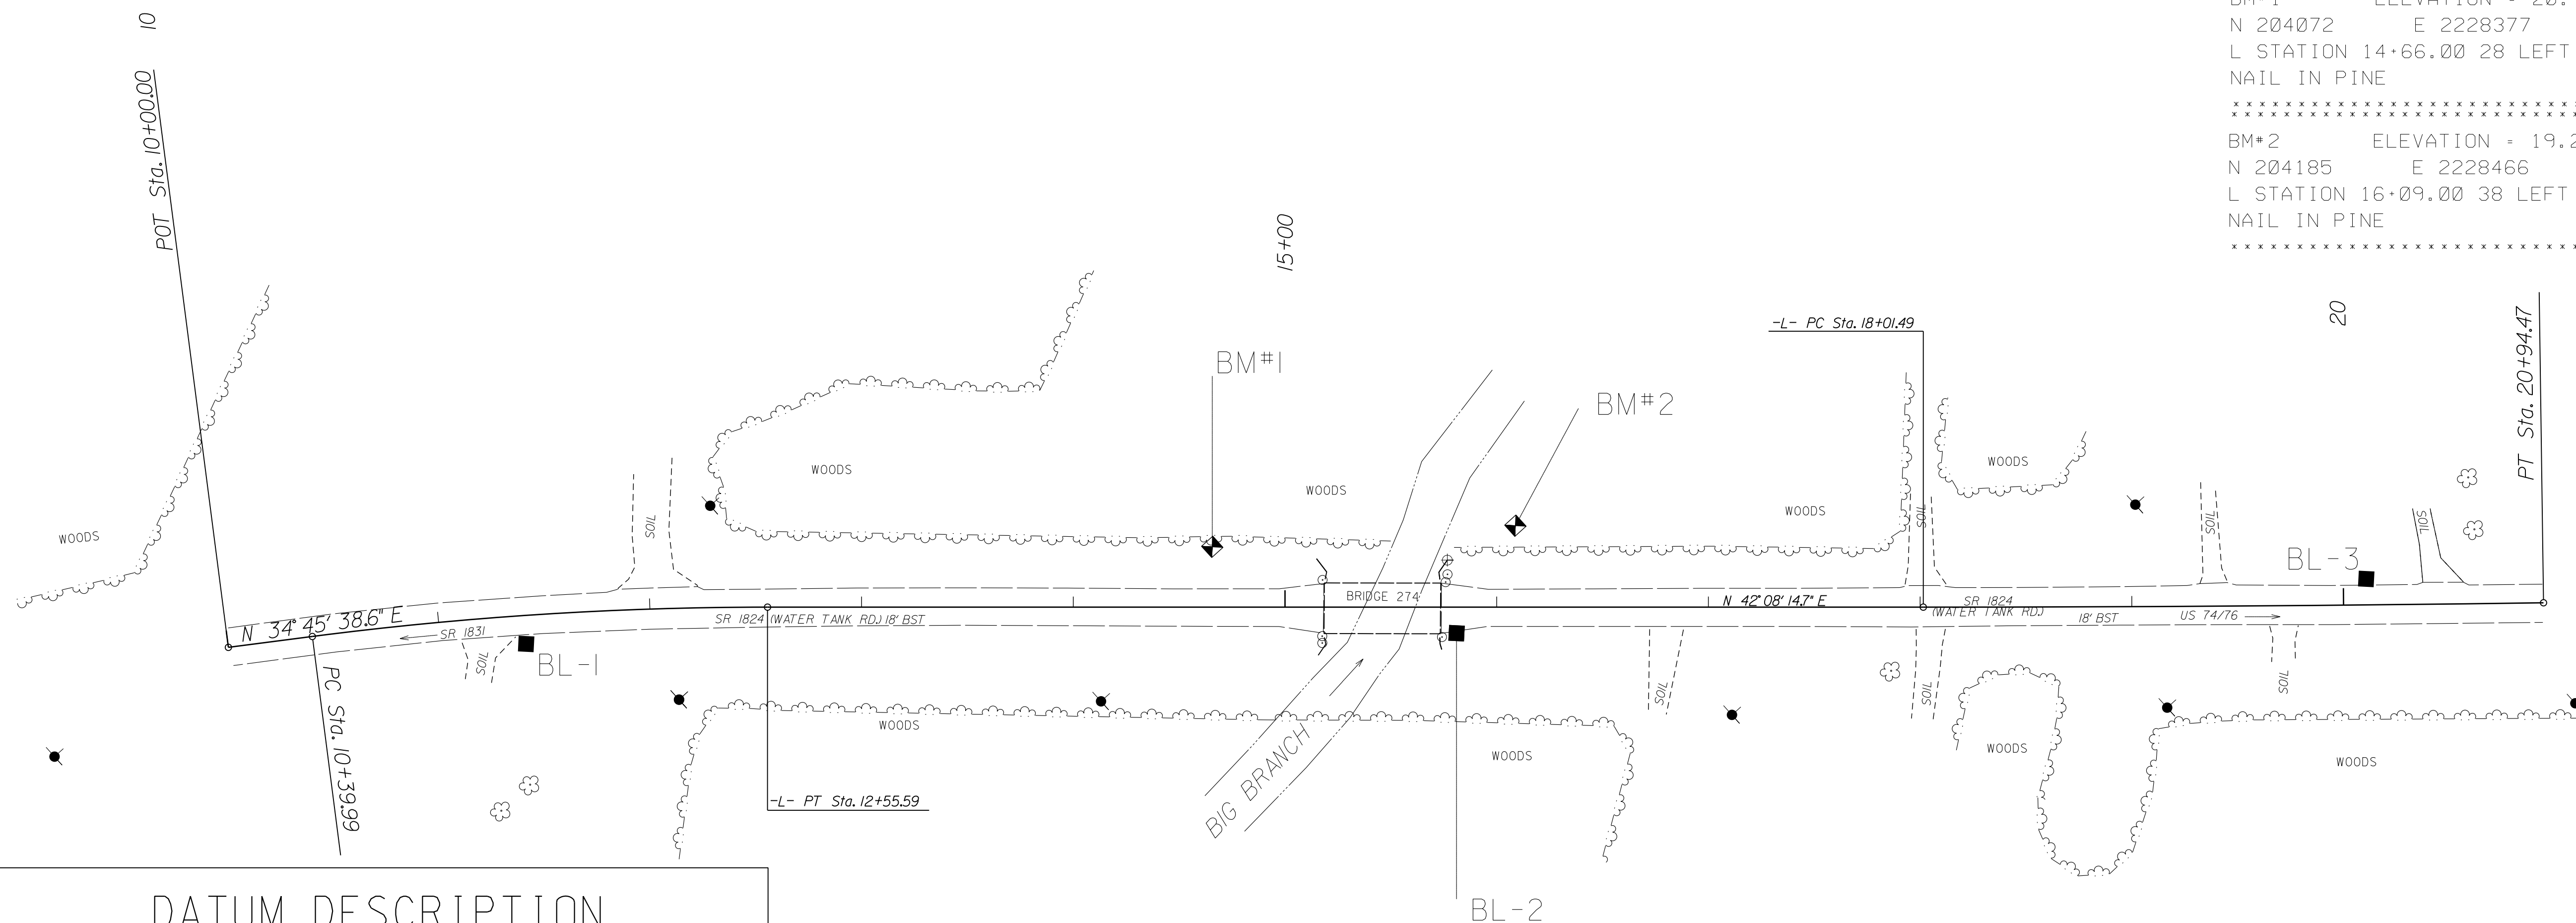 10
POT Sta. 10+00.00
N 204072 E 2228377
L STATION 14+66.00 28 LEFT
NAIL IN PINE
* * * * * * * * * * * * * * * * * * * * * * * * * *
* * * * * * * * * * * * * * * * * * * * * * * * * *
BM#2 ELEVATION = 19.2
N 204185 E 2228466
L STATION 16+09.00 38 LEFT
NAIL IN PINE
* * * * * * * * * * * * * * * * * * * * * * * * * *
15+00
20
PT Sta. 20+94.47
-L- PC Sta. 18+01.49
BM#1
BM#2
WOODS
WOODS
WOODS
WOODS
WOODS
SOIL
SOIL
SOIL
SOIL
BL-3
BRIDGE 274
N 34° 45' 38.6" E
SR 1831
SR 1824 (WATER TANK RD.) 18' BST
N 42° 08' 14.7" E
SR 1824
(WATER TANK RD.)
18' BST
US 74/76
SOIL
BL-1
SOIL
SOIL
SOIL
PC Sta. 10+39.99
WOODS
WOODS
WOODS
WOODS
BIG BRANCH
-L- PT Sta. 12+55.59
BL-2
DATUM DESCRIPTION